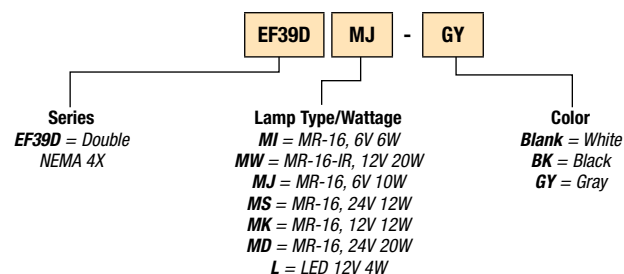 EF39D MJ - GY
Series
EF39D = Double
NEMA 4X
Lamp Type/Wattage
MI = MR-16, 6V 6W
MW = MR-16-IR, 12V 20W
MJ = MR-16, 6V 10W
MS = MR-16, 24V 12W
MK = MR-16, 12V 12W
MD = MR-16, 24V 20W
L = LED 12V 4W
Color
Blank = White
BK = Black
GY = Gray